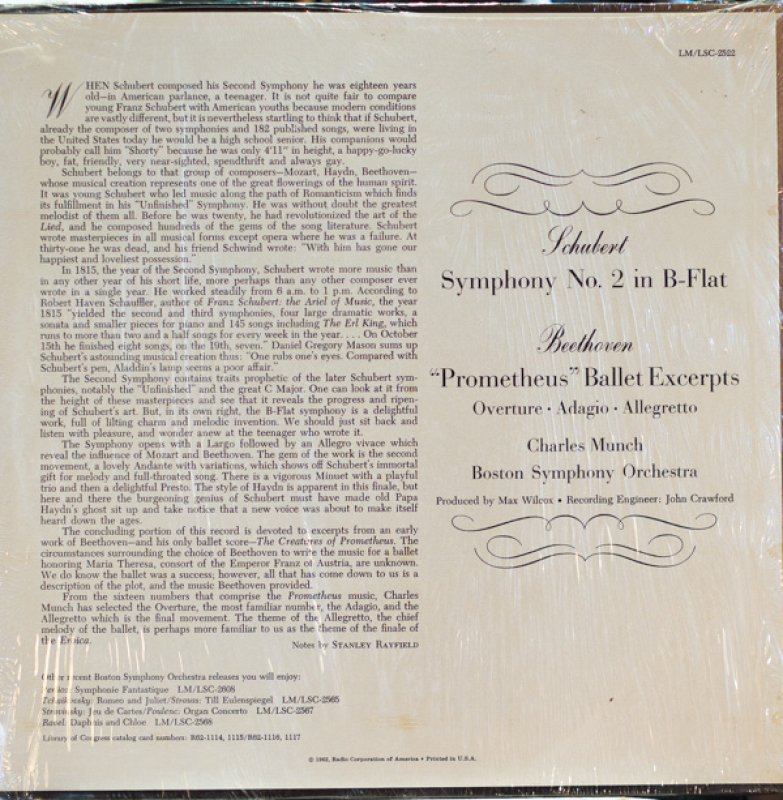 LM/LSC-2522
WHEN Schubert composed his Second Symphony he was eighteen years
old—in American parlance, a teenager. It is not quite fair to compare
young Franz Schubert with American youths because modern conditions
are vastly different, but it is nevertheless startling to think that if Schubert,
already the composer of two symphonies and 182 published songs, were living in
the United States today he would be a high school senior. His companions would
probably call him "Shorty" because he was only 4'11" in height, a happy-go-lucky
boy, fat, friendly, very near-sighted, spendthrift and always gay.
Schubert belongs to that group of composers—Mozart, Haydn, Beethoven—
whose musical creation represents one of the great flowerings of the human spirit.
It was young Schubert who led music along the path of Romanticism which finds
its fulfillment in his "Unfinished" Symphony. He was without doubt the greatest
melodist of them all. Before he was twenty, he had revolutionized the art of the
Lied, and he composed hundreds of the gems of the song literature. Schubert
wrote masterpieces in all musical forms except opera where he was a failure. At
thirty-one he was dead, and his friend Schwind wrote: "With him has gone our
happiest and loveliest possession."
In 1815, the year of the Second Symphony, Schubert wrote more music than
in any other year of his short life, more perhaps than any other composer ever
wrote in a single year. He worked steadily from 6 a.m. to 1 p.m. According to
Robert Haven Schauffler, author of Franz Schubert: the Ariel of Music, the year
1815 "yielded the second and third symphonies, four large dramatic works, a
sonata and smaller pieces for piano and 145 songs including The Erl King, which
runs to more than two and a half songs for every week in the year. . . . On October
15th he finished eight songs, on the 19th, seven." Daniel Gregory Mason sums up
Schubert's astounding musical creation thus: "One rubs one's eyes. Compared with
Schubert's pen, Aladdin's lamp seems a poor affair."
The Second Symphony contains traits prophetic of the later Schubert sym-
phonies, notably the "Unfinished" and the great C Major. One can look at it from
the height of these masterpieces and see that it reveals the progress and ripen-
ing of Schubert's art. But, in its own right, the B-Flat symphony is a delightful
work, full of lilting charm and melodic invention. We should just sit back and
listen with pleasure, and wonder anew at the teenager who wrote it.
The Symphony opens with a Largo followed by an Allegro vivace which
reveal the influence of Mozart and Beethoven. The gem of the work is the second
movement, a lovely Andante with variations, which shows off Schubert's immortal
gift for melody and full-throated song. There is a vigorous Minuet with a playful
trio and then a delightful Presto. The style of Haydn is apparent in this finale, but
here and there the burgeoning genius of Schubert must have made old Papa
Haydn's ghost sit up and take notice that a new voice was about to make itself
heard down the ages.
The concluding portion of this record is devoted to excerpts from an early
work of Beethoven—and his only ballet score—The Creatures of Prometheus. The
circumstances surrounding the choice of Beethoven to write the music for a ballet
honoring Maria Theresa, consort of the Emperor Franz of Austria, are unknown.
We do know the ballet was a success; however, all that has come down to us is a
description of the plot, and the music Beethoven provided.
From the sixteen numbers that comprise the Prometheus music, Charles
Munch has selected the Overture, the most familiar number, the Adagio, and the
Allegretto which is the final movement. The theme of the Allegretto, the chief
melody of the ballet, is perhaps more familiar to us as the theme of the finale of
the Eroica.
Notes by STANLEY RAYFIELD
Other recent Boston Symphony Orchestra releases you will enjoy:
Berlioz: Symphonie Fantastique LM/LSC-2608
Tchaikovsky: Romeo and Juliet/Strauss: Till Eulenspiegel LM/LSC-2565
Stravinsky: Jeu de Cartes/Poulenc: Organ Concerto LM/LSC-2567
Ravel: Daphnis and Chloe LM/LSC-2568
Library of Congress catalog card numbers: R62-1114, 1115/R62-1116, 1117
Schubert
Symphony No. 2 in B-Flat
Beethoven
"Prometheus" Ballet Excerpts
Overture • Adagio • Allegretto
Charles Munch
Boston Symphony Orchestra
Produced by Max Wilcox • Recording Engineer: John Crawford
© 1962, Radio Corporation of America • Printed in U.S.A.